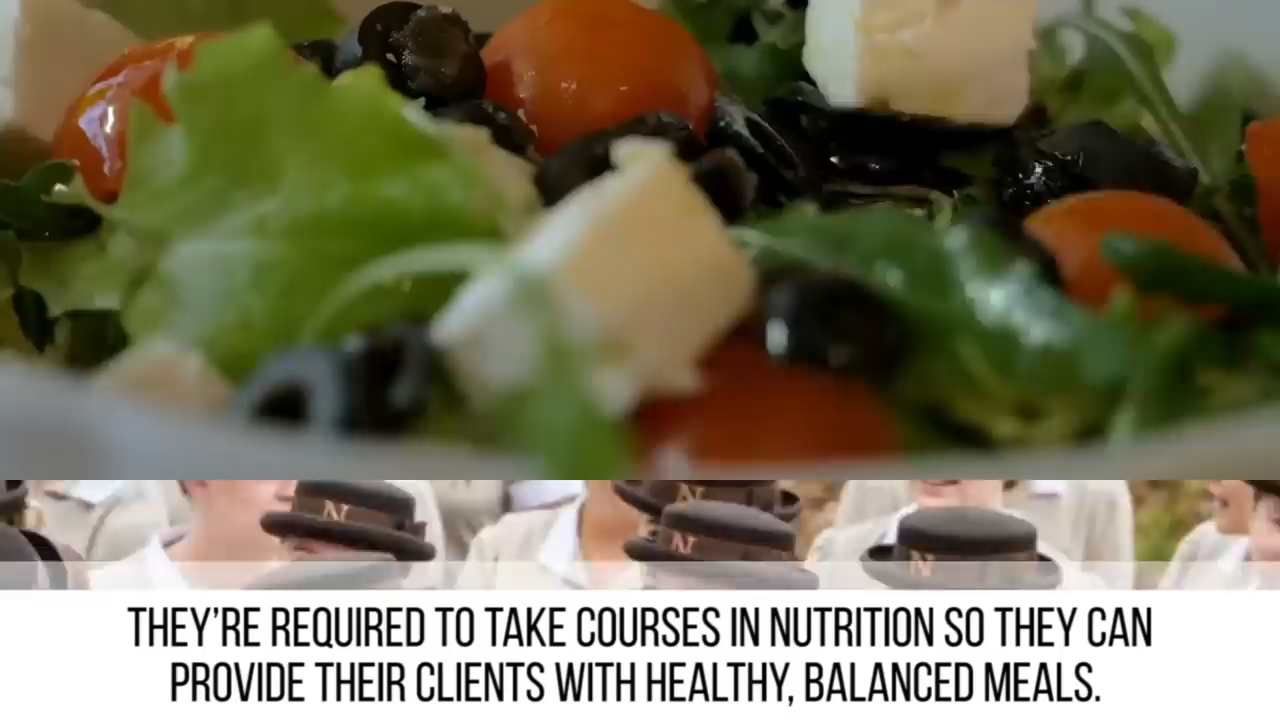 N
N
N
N
THEY'RE REQUIRED TO TAKE COURSES IN NUTRITION SO THEY CAN
PROVIDE THEIR CLIENTS WITH HEALTHY, BALANCED MEALS.